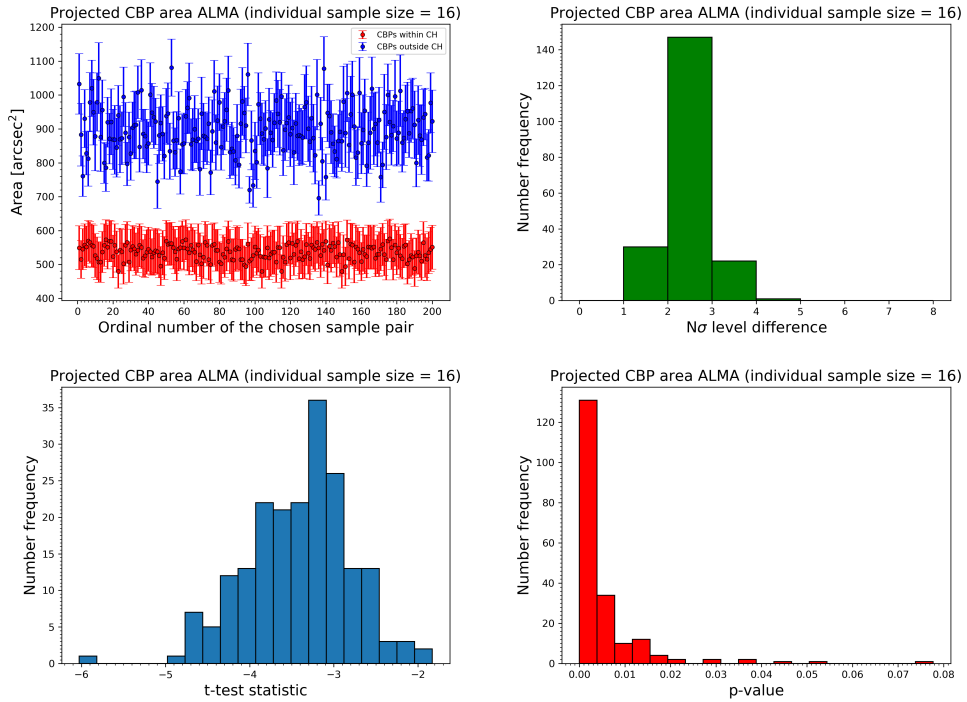 Projected CBP area ALMA (individual sample size = 16)
CBPs within CH
CBPs outside CH
Area [arcsec²]
1200
1100
1000
900
800
700
600
500
400
0 20 40 60 80 100 120 140 160 180 200
Ordinal number of the chosen sample pair
Projected CBP area ALMA (individual sample size = 16)
Number frequency
140
120
100
80
60
40
20
0
0 1 2 3 4 5 6 7 8
Nσ level difference
Projected CBP area ALMA (individual sample size = 16)
Number frequency
35
30
25
20
15
10
5
0
−6 −5 −4 −3 −2
t-test statistic
Projected CBP area ALMA (individual sample size = 16)
Number frequency
120
100
80
60
40
20
0
0.00 0.01 0.02 0.03 0.04 0.05 0.06 0.07 0.08
p-value